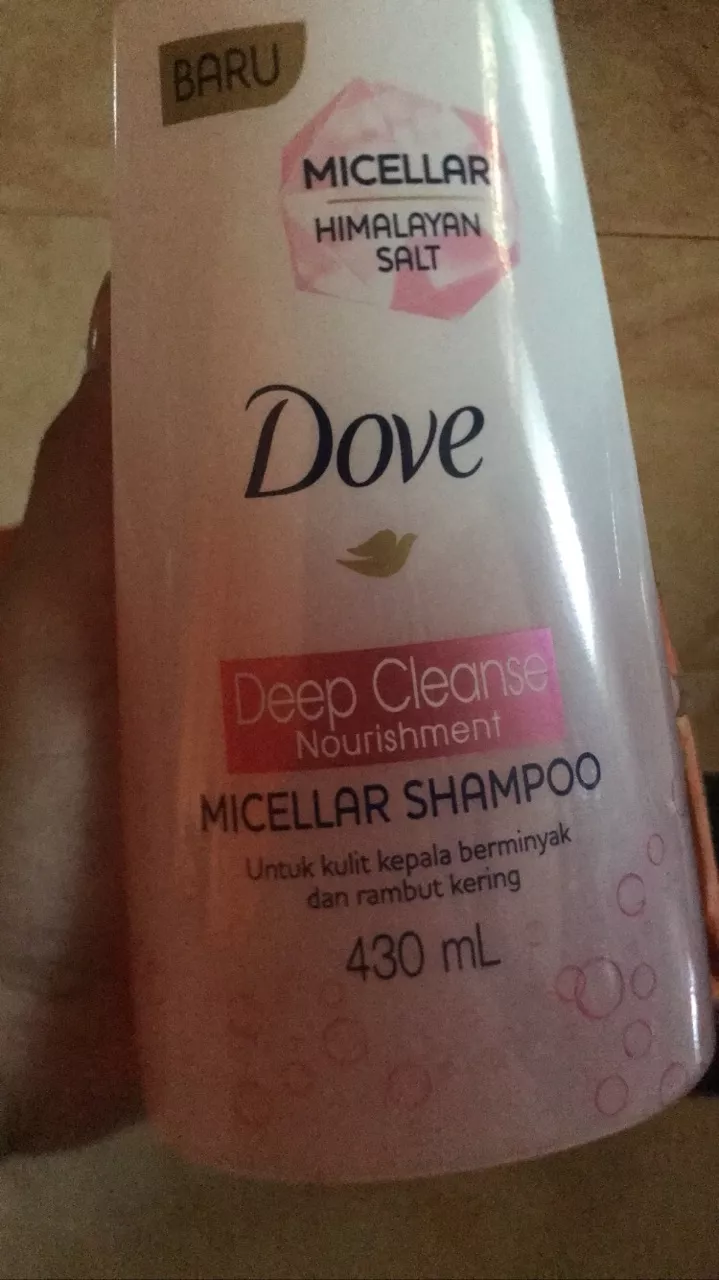 BARU
MICELLAR
HIMALAYAN
SALT
Dove
Deep Cleanse
Nourishment
MICELLAR SHAMPOO
Untuk kulit kepala berminyak
dan rambut kering
430 mL